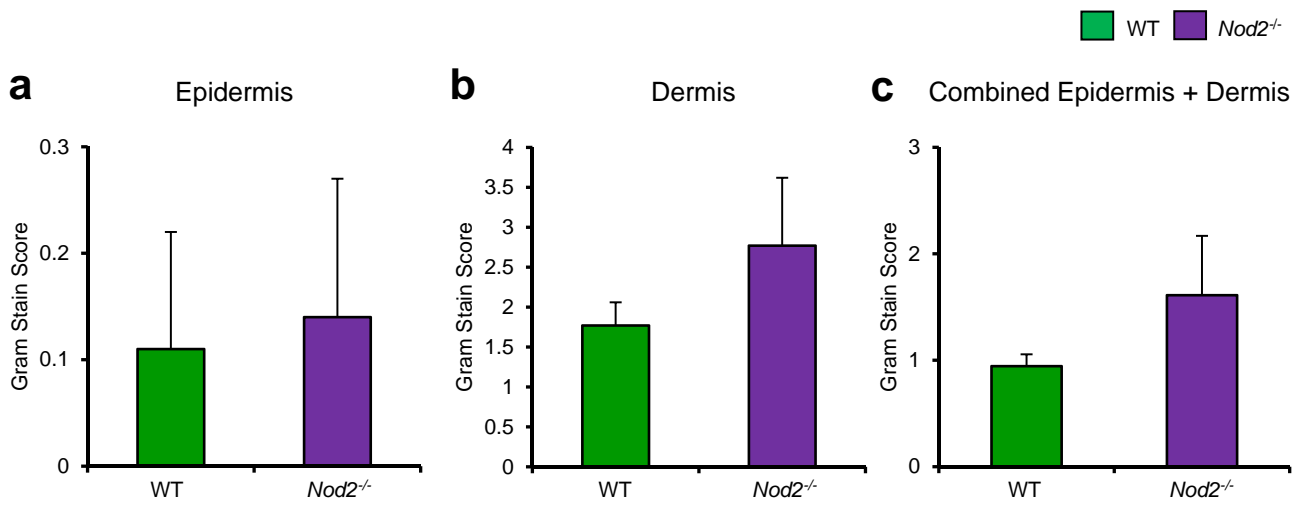 WT Nod2-/-
a Epidermis
Gram Stain Score
0.3
0.2
0.1
0
WT Nod2-/-
b Dermis
Gram Stain Score
4
3.5
3
2.5
2
1.5
1
0.5
0
WT Nod2-/-
c Combined Epidermis + Dermis
Gram Stain Score
3
2
1
0
WT Nod2-/-